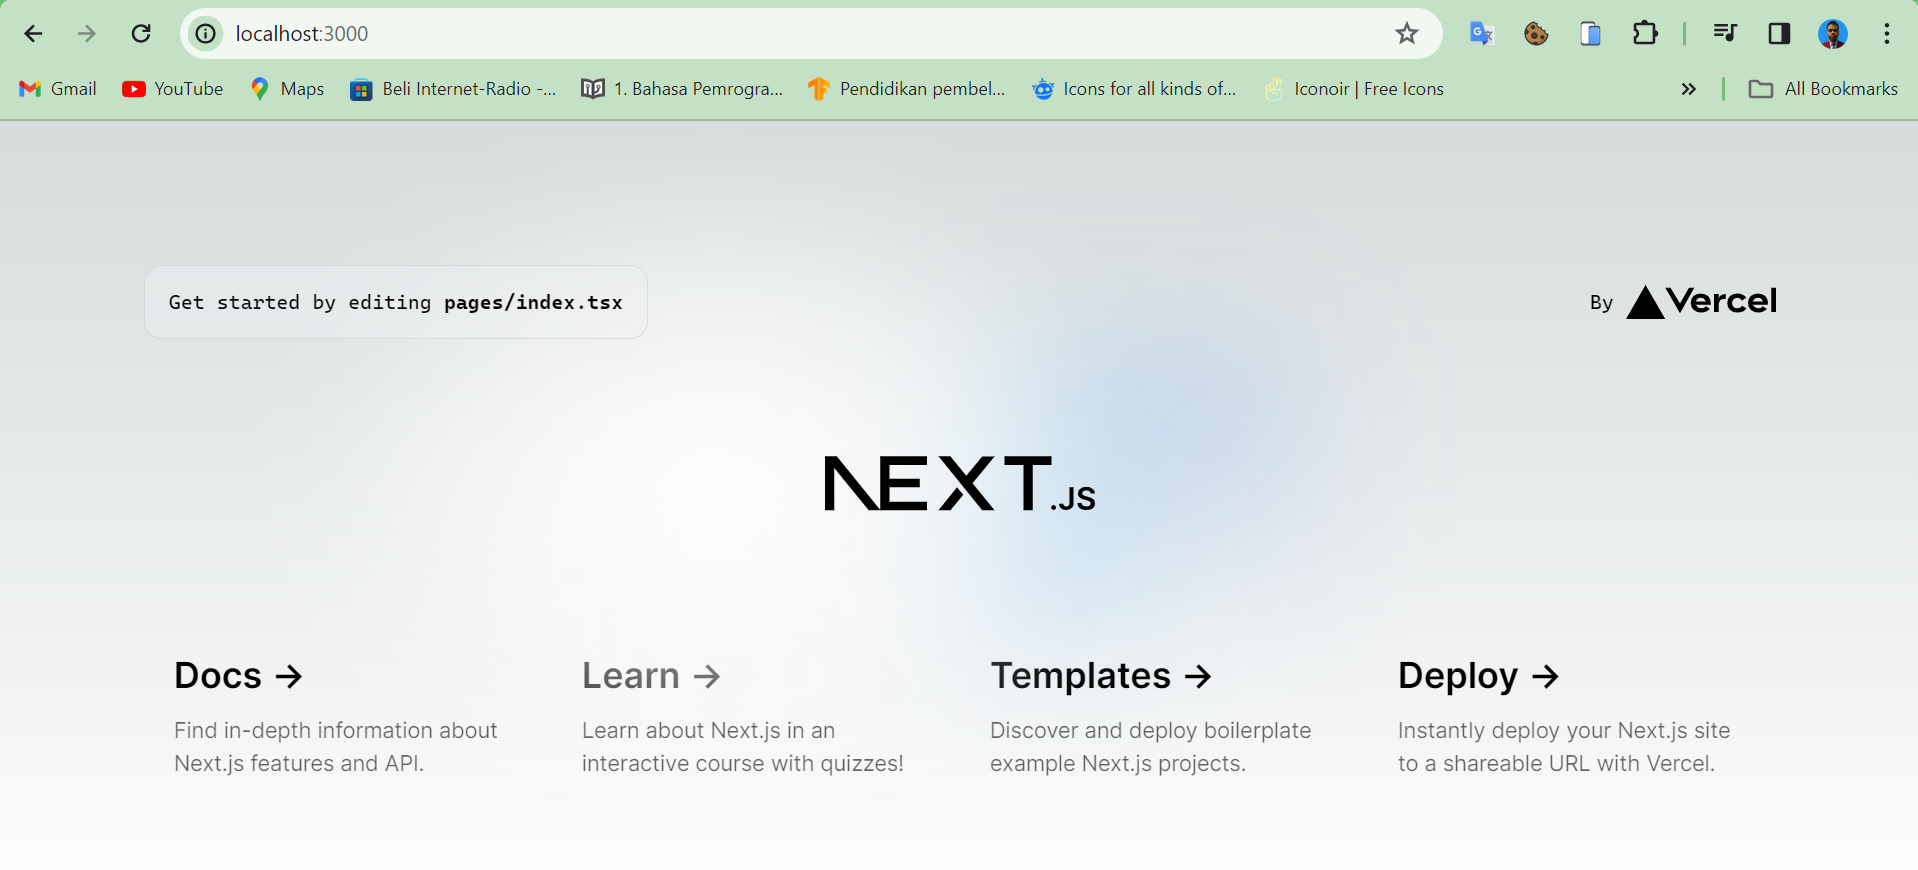 localhost:3000
Gmail YouTube Maps Beli Internet-Radio -... 1. Bahasa Pemrogra... Pendidikan pembel... Icons for all kinds of... Iconoir | Free Icons » All Bookmarks
Get started by editing pages/index.tsx
By Vercel
NEXT.JS
Docs →
Find in-depth information about
Next.js features and API.
Learn →
Learn about Next.js in an
interactive course with quizzes!
Templates →
Discover and deploy boilerplate
example Next.js projects.
Deploy →
Instantly deploy your Next.js site
to a shareable URL with Vercel.